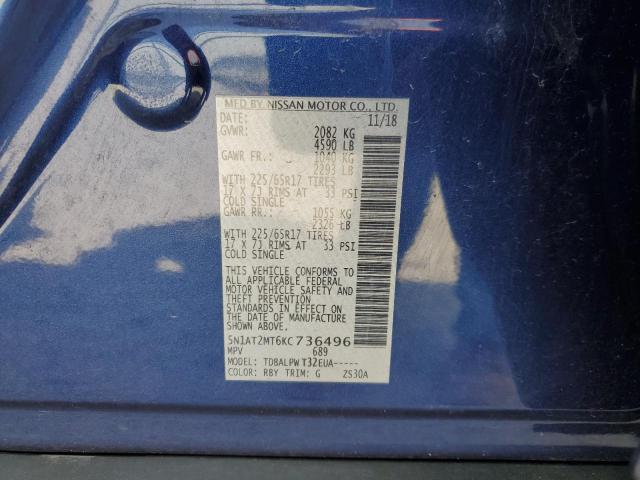 MFD BY NISSAN MOTOR CO., LTD.
DATE: 11/18
GVWR: 2082 KG
4590 LB
GAWR FR.: 1040 KG
2293 LB
WITH 225/65R17 TIRES
17 X 7J RIMS AT 33 PSI
COLD SINGLE
GAWR RR.: 1055 KG
2326 LB
WITH 225/65R17 TIRES
17 X 7J RIMS AT 33 PSI
COLD SINGLE
THIS VEHICLE CONFORMS TO
ALL APPLICABLE FEDERAL
MOTOR VEHICLE SAFETY AND
THEFT PREVENTION
STANDARDS IN EFFECT ON
THE DATE OF MANUFACTURE
SHOWN ABOVE.
5N1AT2MT6KC736496
MPV 689
MODEL: TDBALPWT32EUA-----
COLOR: RBY TRIM: G ZS30A